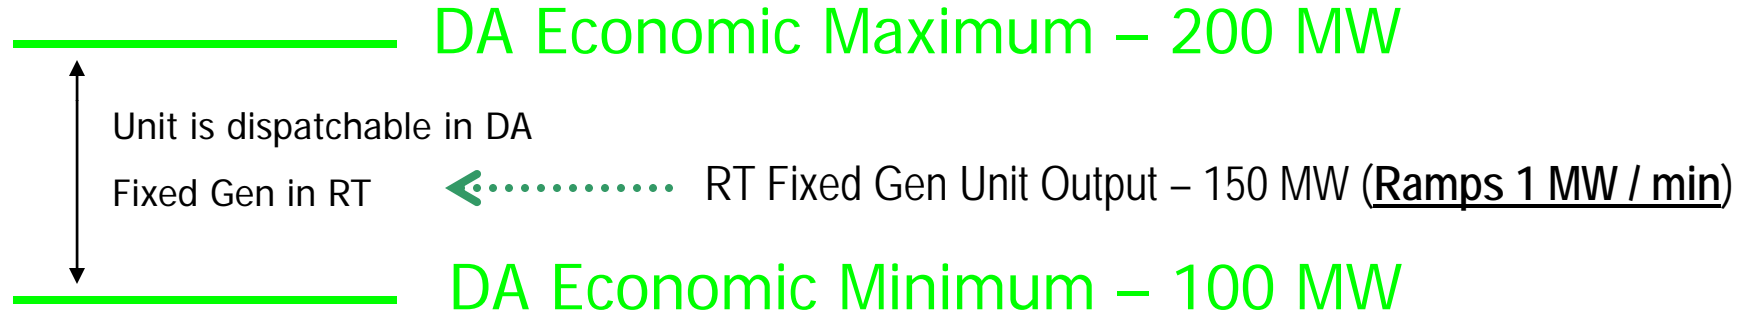 DA Economic Maximum – 200 MW
Unit is dispatchable in DA
Fixed Gen in RT
RT Fixed Gen Unit Output – 150 MW (Ramps 1 MW / min)
DA Economic Minimum – 100 MW